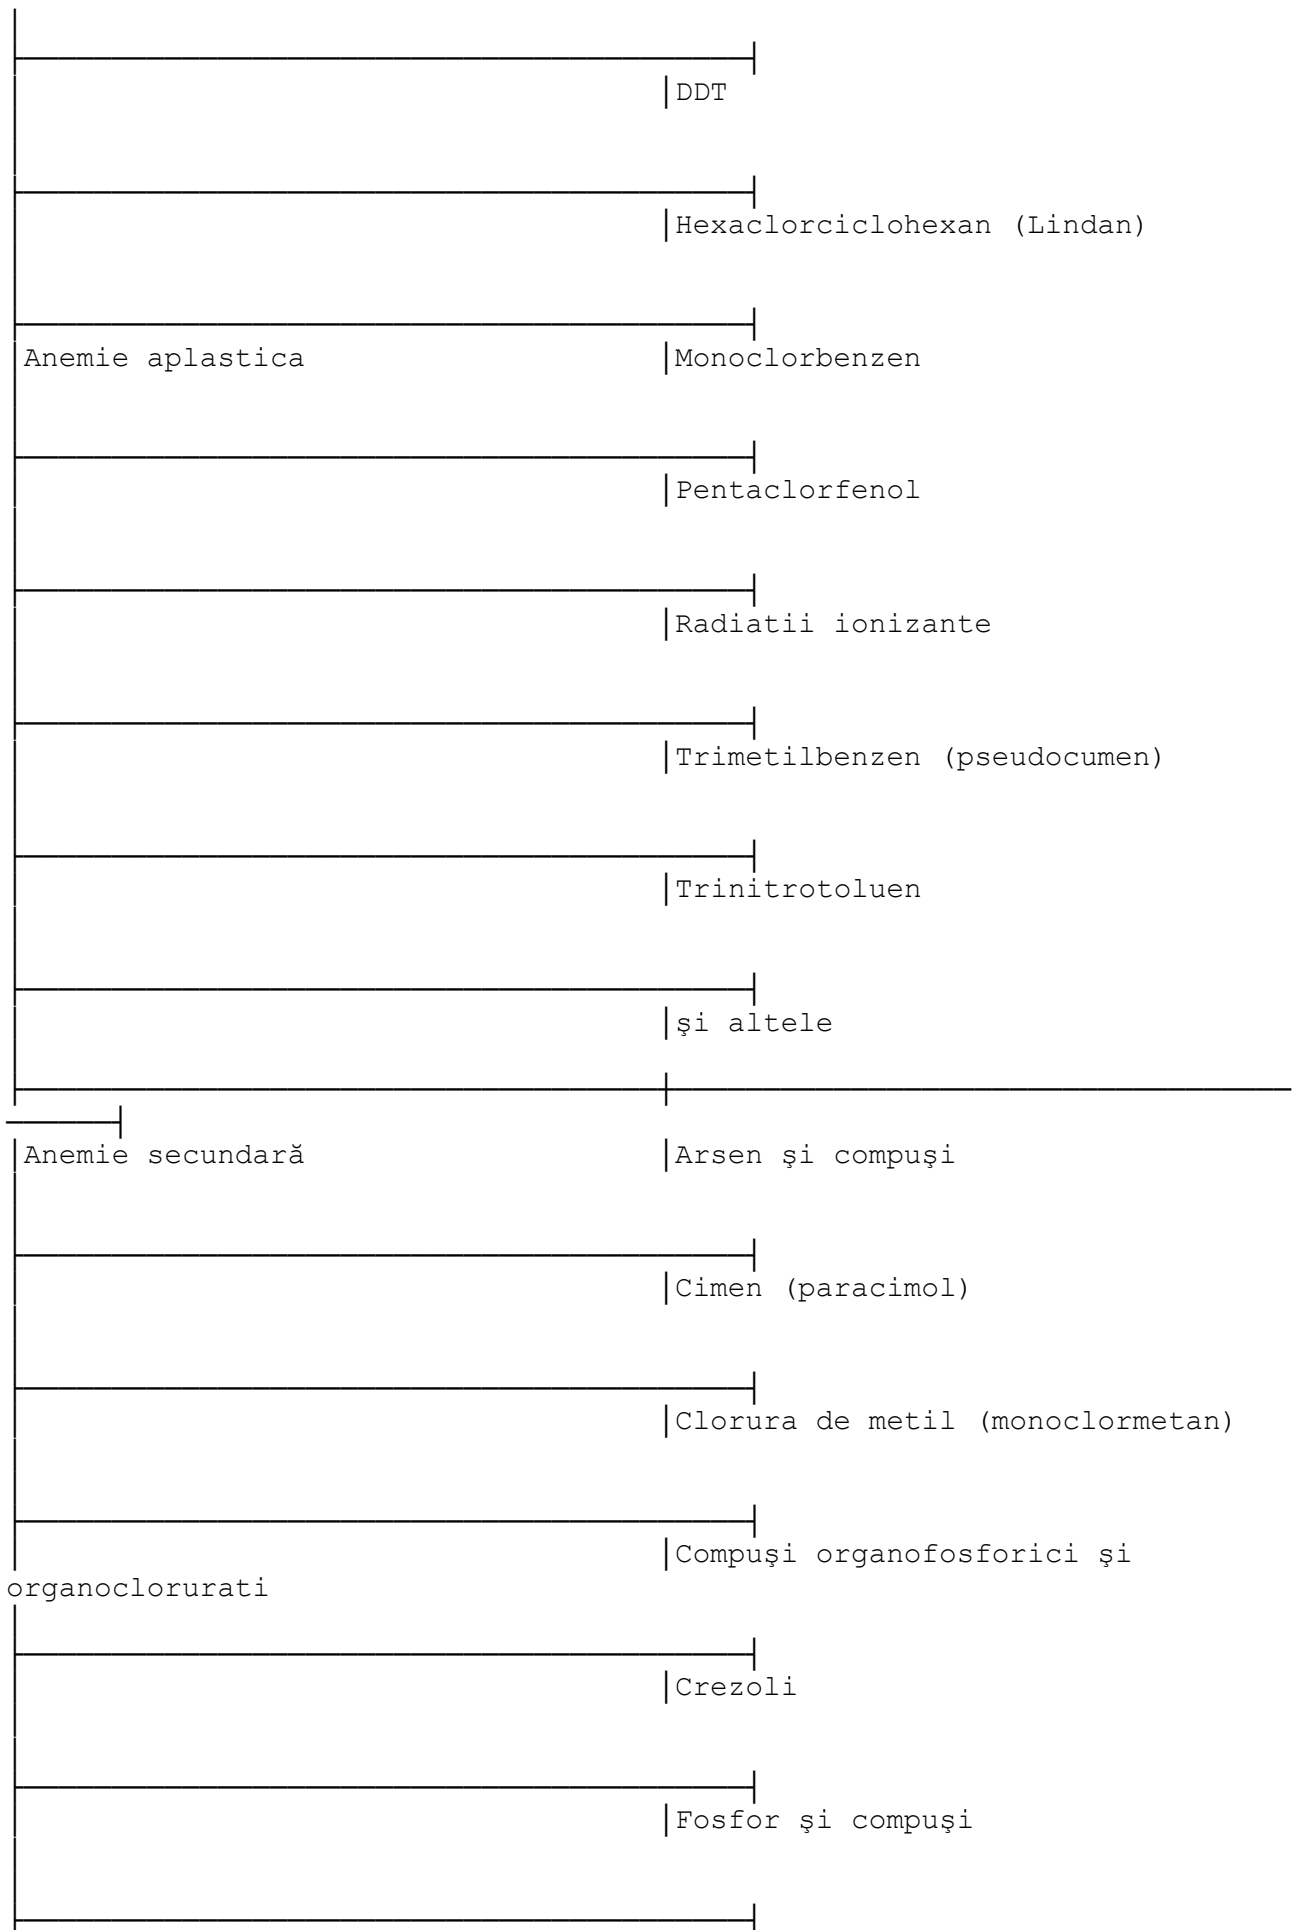 DDT
Hexaclorciclohexan (Lindan)
Anemie aplastica Monoclorbenzen
Pentaclorfenol
Radiatii ionizante
Trimetilbenzen (pseudocumen)
Trinitrotoluen
şi altele
Anemie secundară Arsen şi compuşi
Cimen (paracimol)
Clorura de metil (monoclormetan)
Compuşi organofosforici şi
organoclorurati
Crezoli
Fosfor şi compuşi